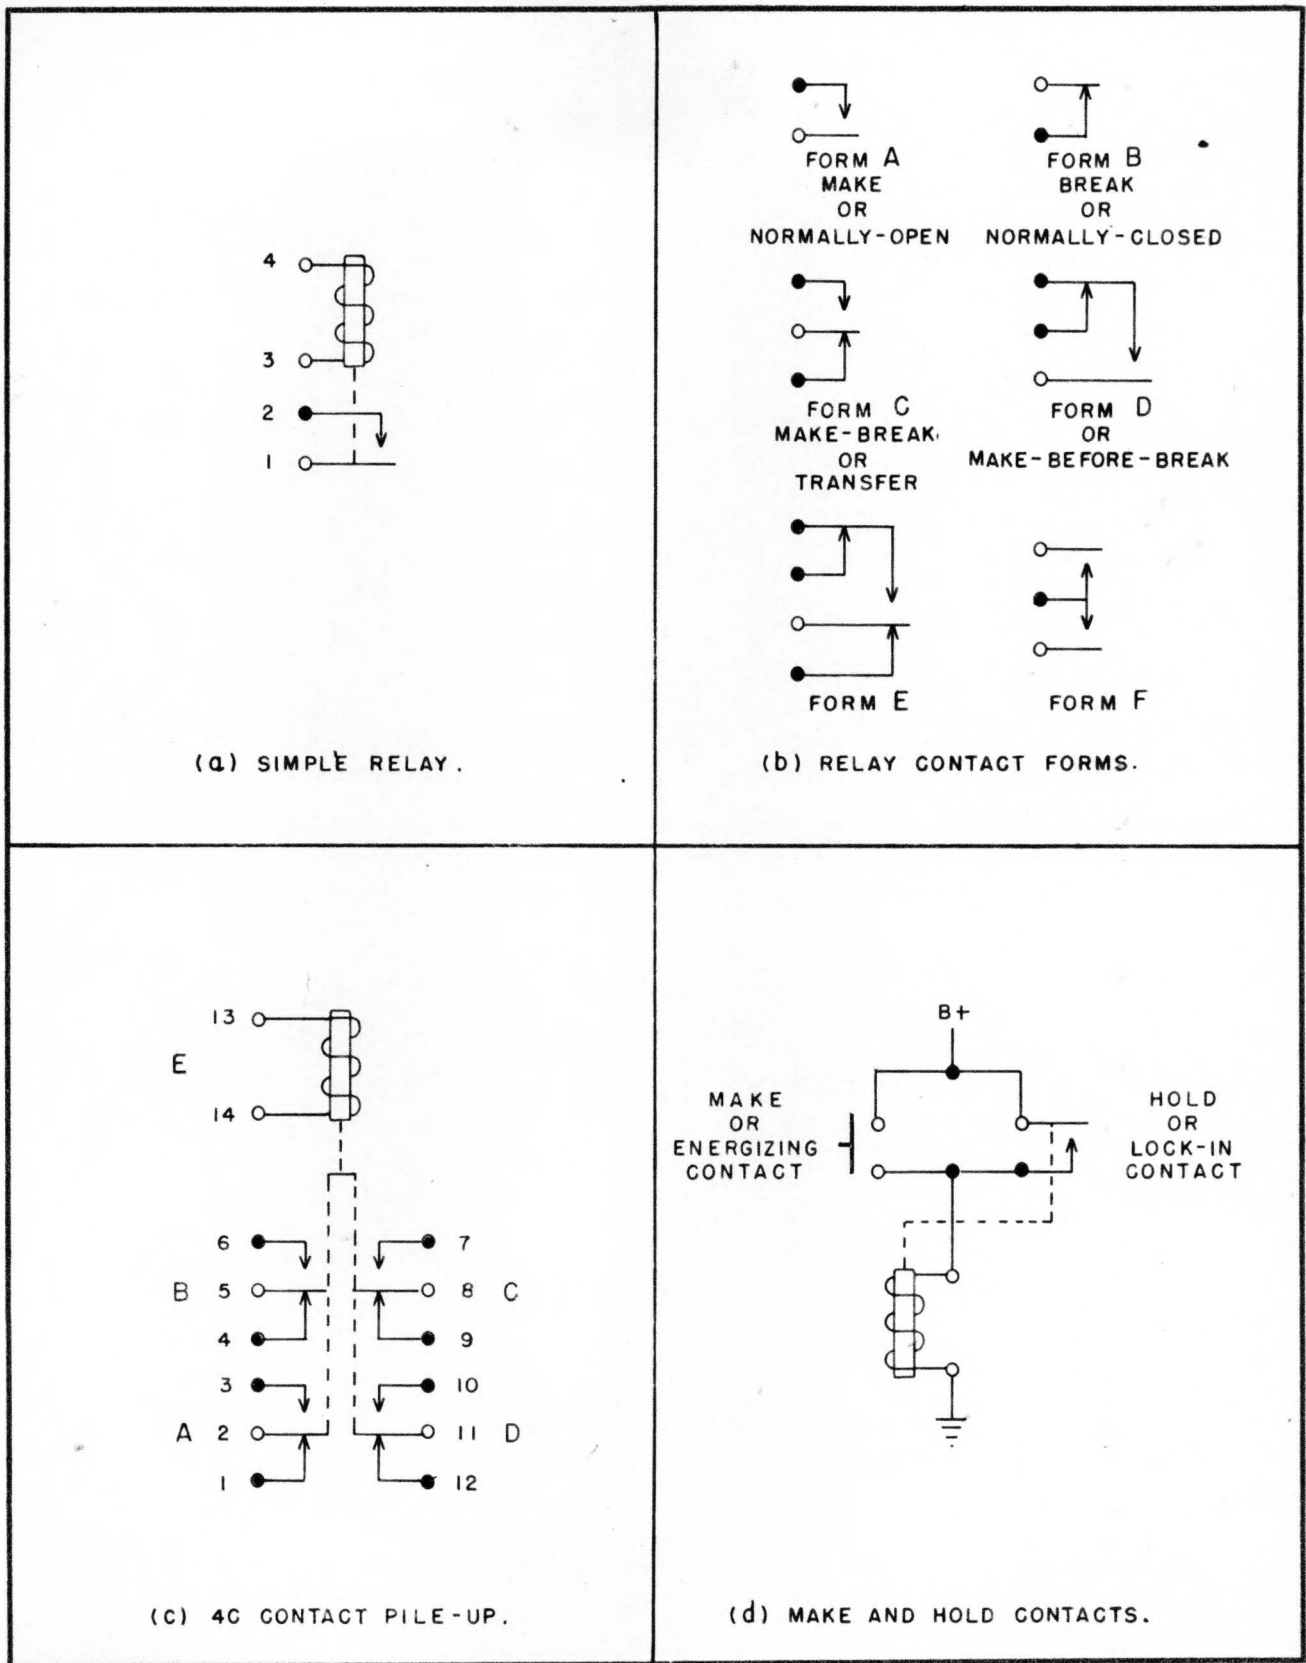 4
3
2
1
(a) SIMPLE RELAY.
FORM A
MAKE
OR
NORMALLY-OPEN
FORM B
BREAK
OR
NORMALLY-CLOSED
FORM C
MAKE-BREAK
OR
TRANSFER
FORM D
OR
MAKE-BEFORE-BREAK
FORM E
FORM F
(b) RELAY CONTACT FORMS.
13
E
14
6
B 5
4
3
A 2
1
7
8 C
9
10
11 D
12
(c) 4C CONTACT PILE-UP.
B+
MAKE
OR
ENERGIZING
CONTACT
HOLD
OR
LOCK-IN
CONTACT
(d) MAKE AND HOLD CONTACTS.